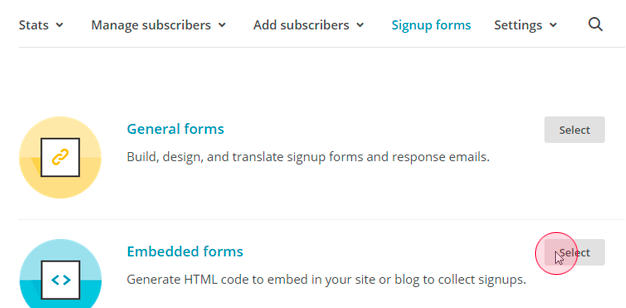 Stats Manage subscribers Add subscribers Signup forms Settings
General forms
Select
Build, design, and translate signup forms and response emails.
Embedded forms
Select
Generate HTML code to embed in your site or blog to collect signups.